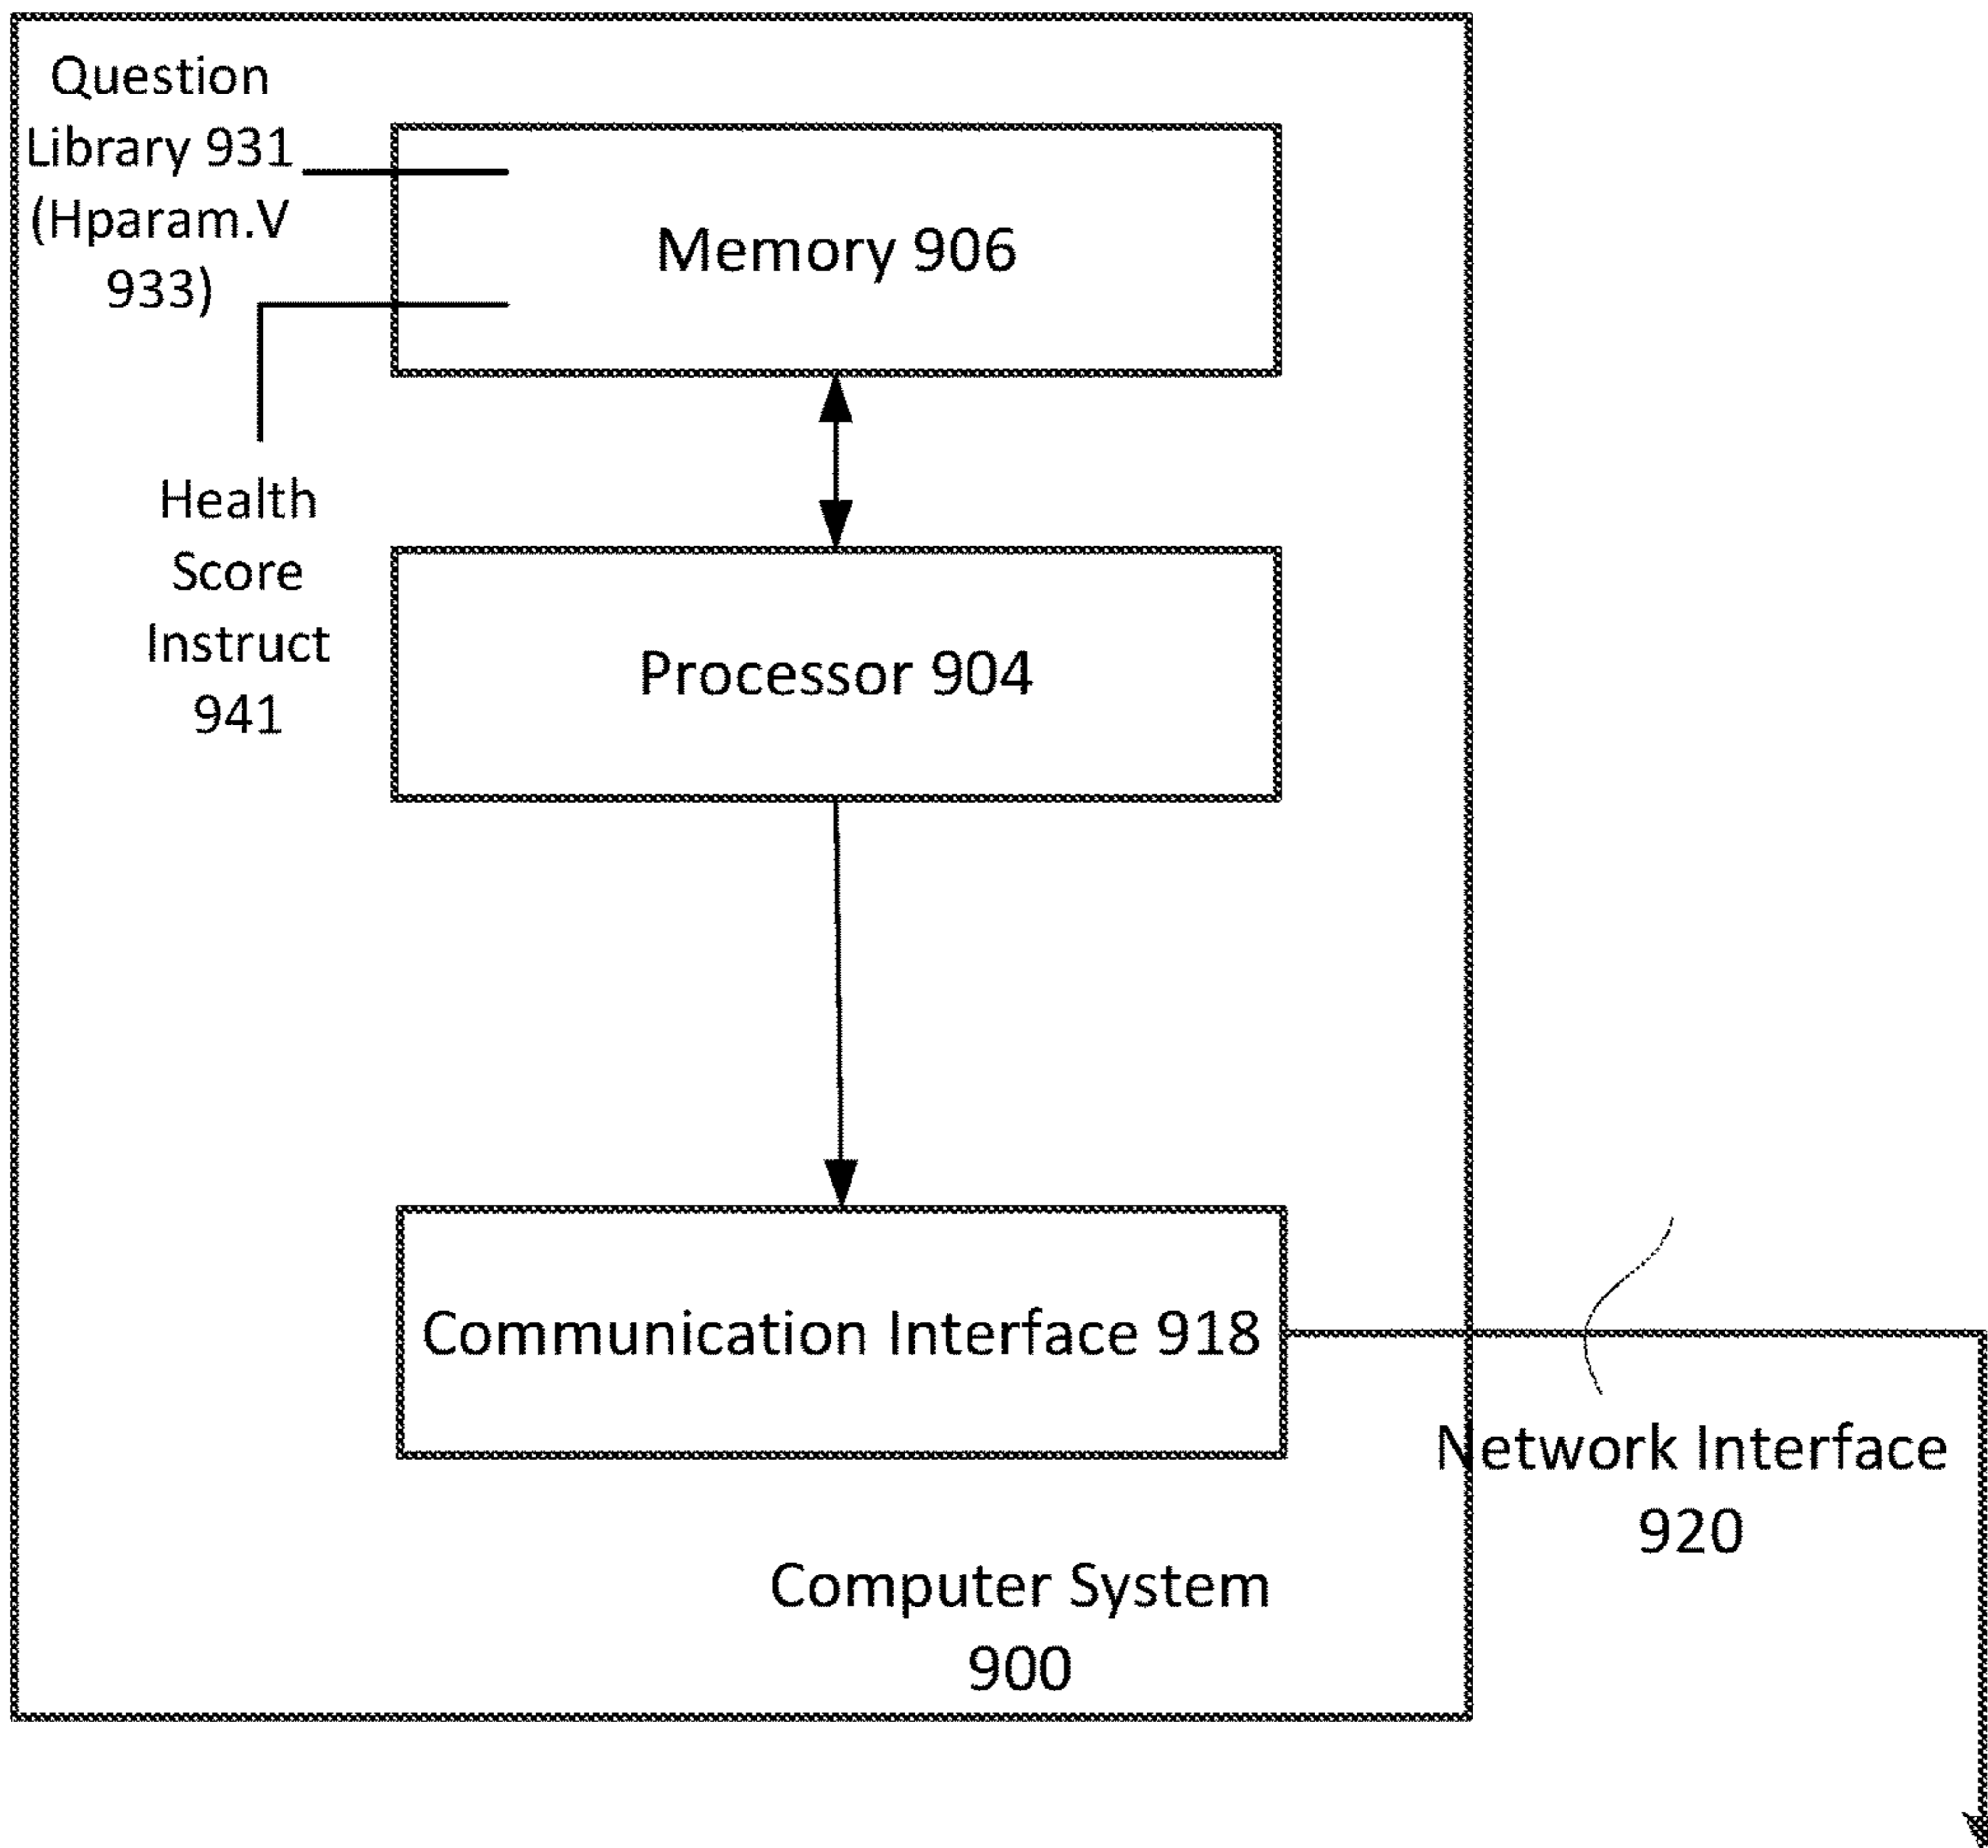 Question
Library 931
(Hparam.V
933)
Memory 906
Health
Score
Instruct
941
Processor 904
Communication Interface 918
Network Interface
920
Computer System
900